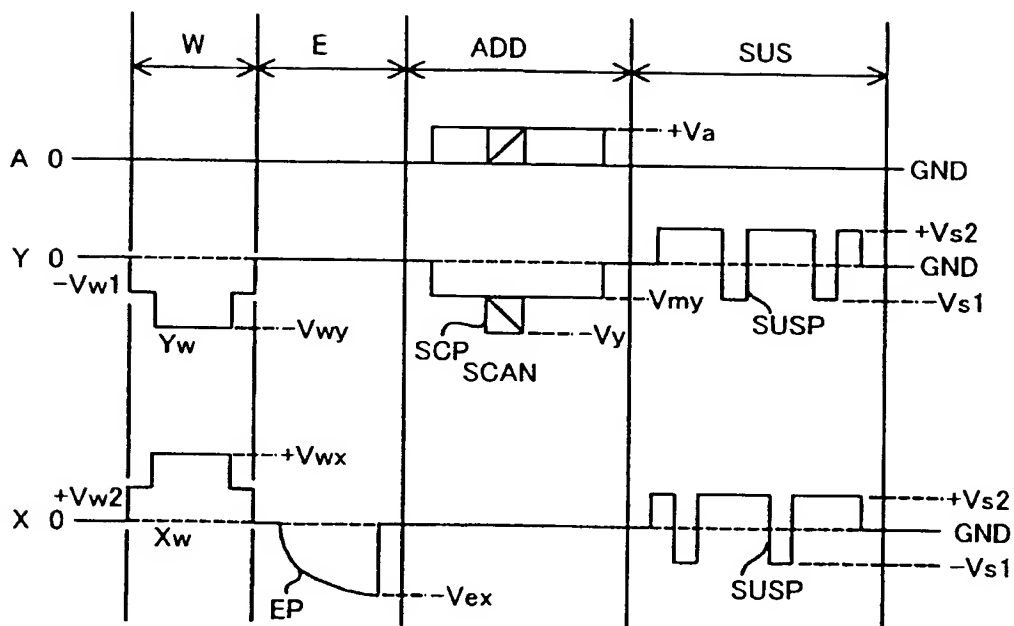 W E ADD SUS
+Va
A 0 GND
+Vs2
Y 0 GND
-Vw1 -Vs1
Vmy
-Vwy -Vy SUSP
Yw SCP
SCAN
+Vwx
+Vw2 +Vs2
X 0 GND
Xw
-Vs1
EP -Vex SUSP